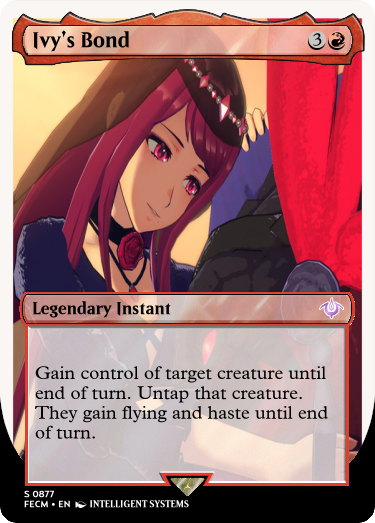 Ivy's Bond 3
Legendary Instant
Gain control of target creature until
end of turn. Untap that creature.
They gain flying and haste until end
of turn.
S 0877
FECM • EN INTELLIGENT SYSTEMS